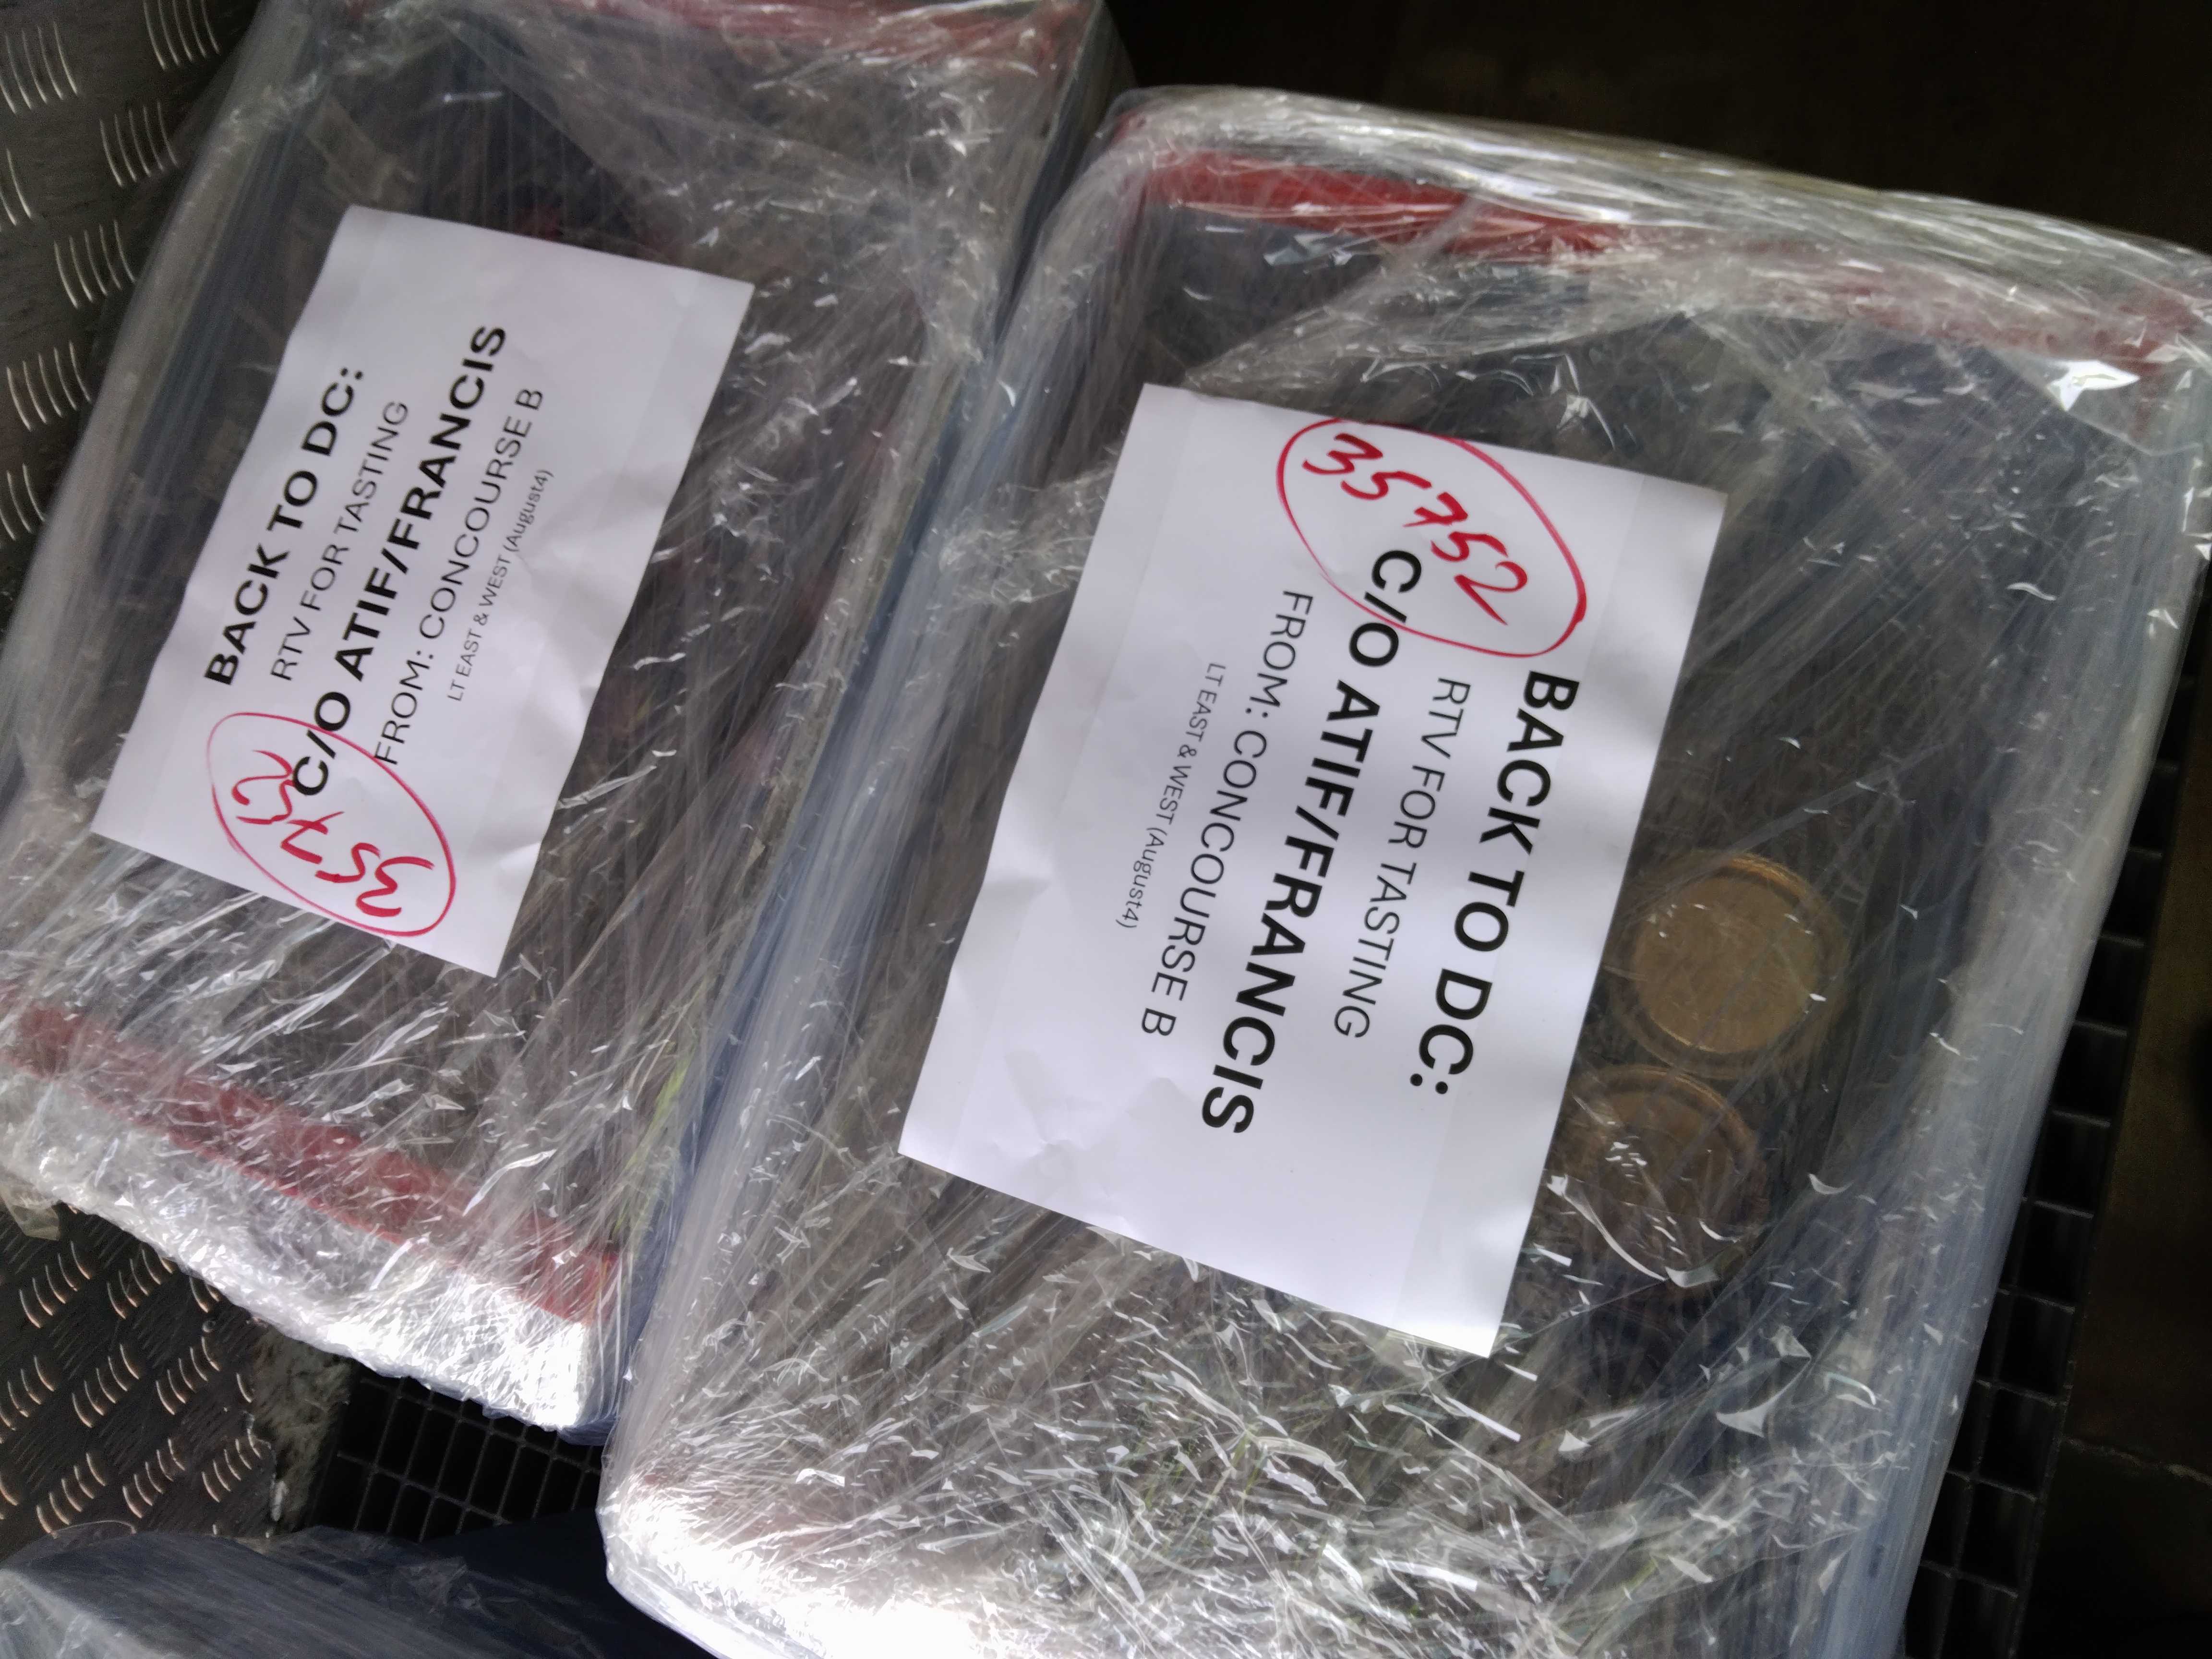 BACK TO DC:
RTV FOR TASTING
C/O ATIF/FRANCIS
FROM: CONCOURSE B
LT EAST & WEST (August4)
35752
35752
BACK TO DC:
RTV FOR TASTING
C/O ATIF/FRANCIS
FROM: CONCOURSE B
LT EAST & WEST (August4)